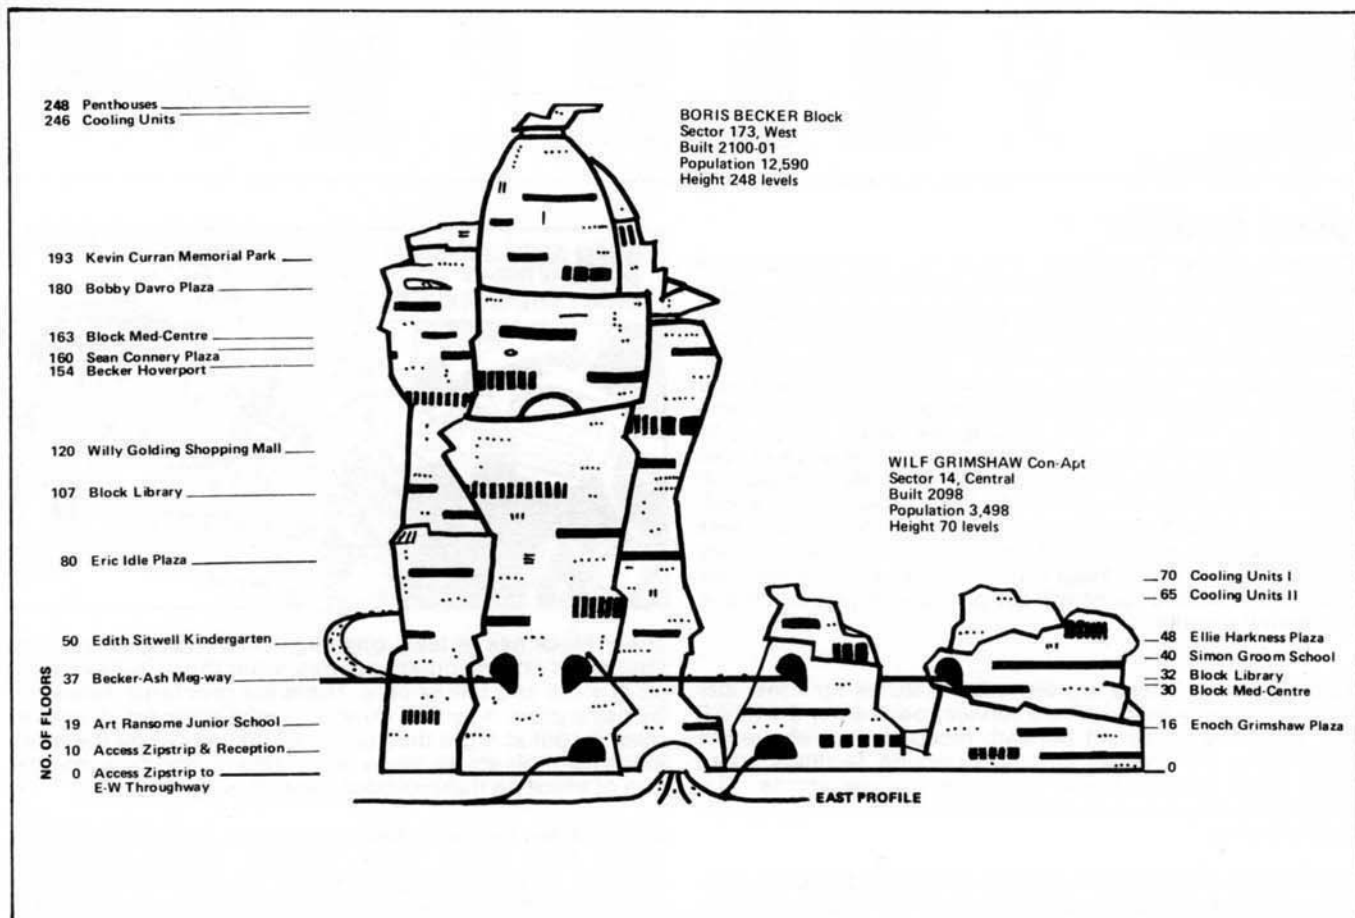 248 Penthouses
246 Cooling Units
193 Kevin Curran Memorial Park
180 Bobby Davro Plaza
163 Block Med-Centre
160 Sean Connery Plaza
154 Becker Hoverport
120 Willy Golding Shopping Mall
107 Block Library
80 Eric Idle Plaza
50 Edith Sitwell Kindergarten
37 Becker-Ash Meg-way
19 Art Ransome Junior School
10 Access Zipstrip & Reception
0 Access Zipstrip to
E-W Throughway
NO. OF FLOORS
BORIS BECKER Block
Sector 173, West
Built 2100-01
Population 12,590
Height 248 levels
WILF GRIMSHAW Con-Apt
Sector 14, Central
Built 2098
Population 3,498
Height 70 levels
70 Cooling Units I
65 Cooling Units II
48 Ellie Harkness Plaza
40 Simon Groom School
32 Block Library
30 Block Med-Centre
16 Enoch Grimshaw Plaza
0
EAST PROFILE